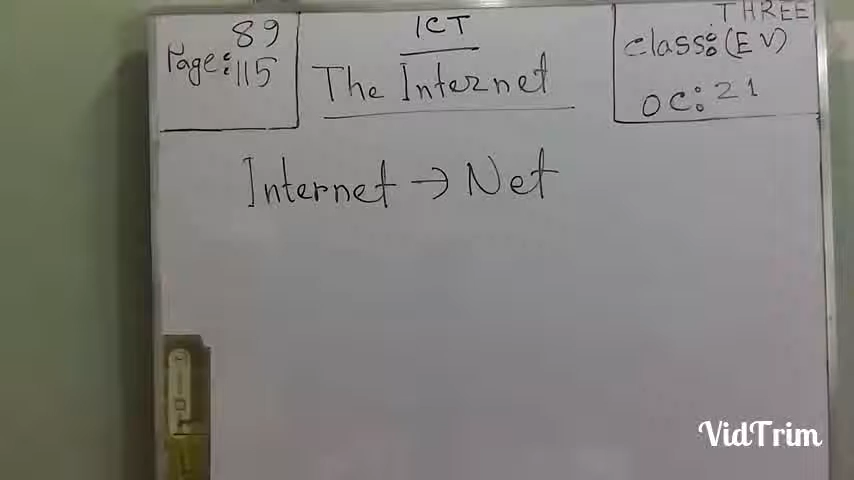 89
Page: 115
ICT
The Internet
THREE
Class: (EV)
OC: 21
Internet → Net
VidTrim